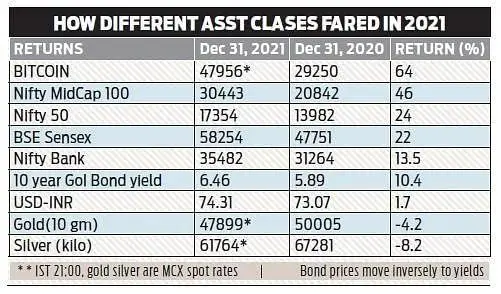 HOW DIFFERENT ASST CLASES FARED IN 2021
RETURNS Dec 31, 2021 Dec 31, 2020 RETURN (%)
BITCOIN 47956* 29250 64
Nifty MidCap 100 30443 20842 46
Nifty 50 17354 13982 24
BSE Sensex 58254 47751 22
Nifty Bank 35482 31264 13.5
10 year GoI Bond yield 6.46 5.89 10.4
USD-INR 74.31 73.07 1.7
Gold(10 gm) 47899* 50005 -4.2
Silver (kilo) 61764* 67281 -8.2
* * IST 21:00, gold silver are MCX spot rates | Bond prices move inversely to yields